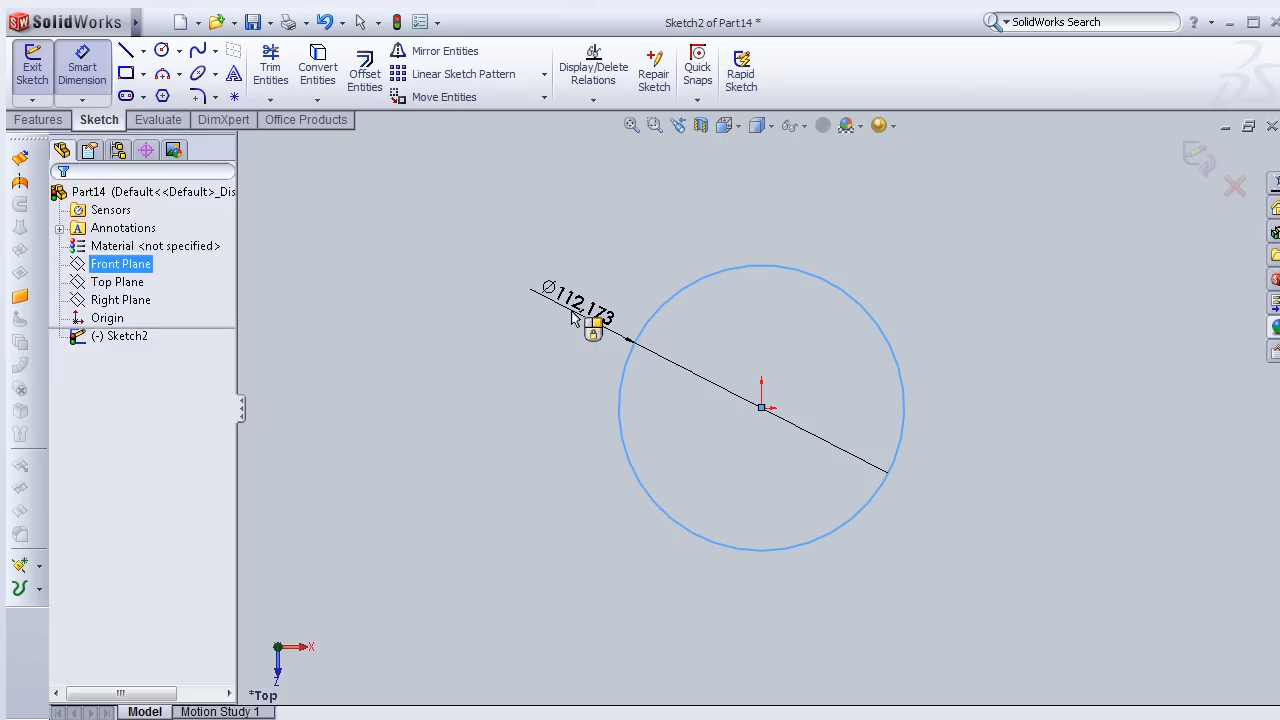 SolidWorks
Sketch2 of Part14 *
SolidWorks Search
?
Exit Sketch
Smart Dimension
Trim Entities
Convert Entities
Offset Entities
Mirror Entities
Linear Sketch Pattern
Move Entities
Display/Delete Relations
Repair Sketch
Quick Snaps
Rapid Sketch
Features
Sketch
Evaluate
DimXpert
Office Products
Part14 (Default<<Default>_Dis
Sensors
A
Annotations
Material <not specified>
Front Plane
Top Plane
Right Plane
Origin
(-) Sketch2
∅112,173
X
Z
*Top
Model
Motion Study 1